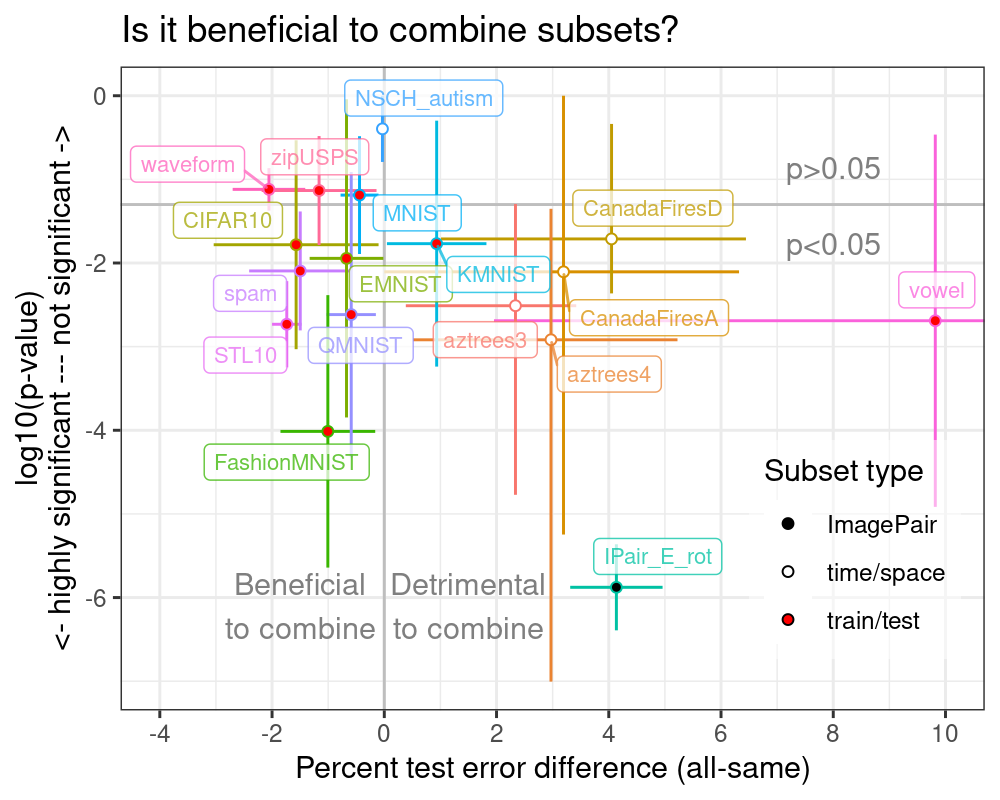 Is it beneficial to combine subsets?
log10(p-value)
<- highly significant --- not significant ->
0
-2
-4
-6
NSCH_autism
waveform
zipUSPS
p>0.05
CIFAR10
MNIST
CanadaFiresD
p<0.05
spam
EMNIST
KMNIST
vowel
STL10
QMNIST
aztrees3
CanadaFiresA
aztrees4
FashionMNIST
IPair_E_rot
Beneficial
to combine
Detrimental
to combine
Subset type
ImagePair
time/space
train/test
-4
-2
0
2
4
6
8
10
Percent test error difference (all-same)